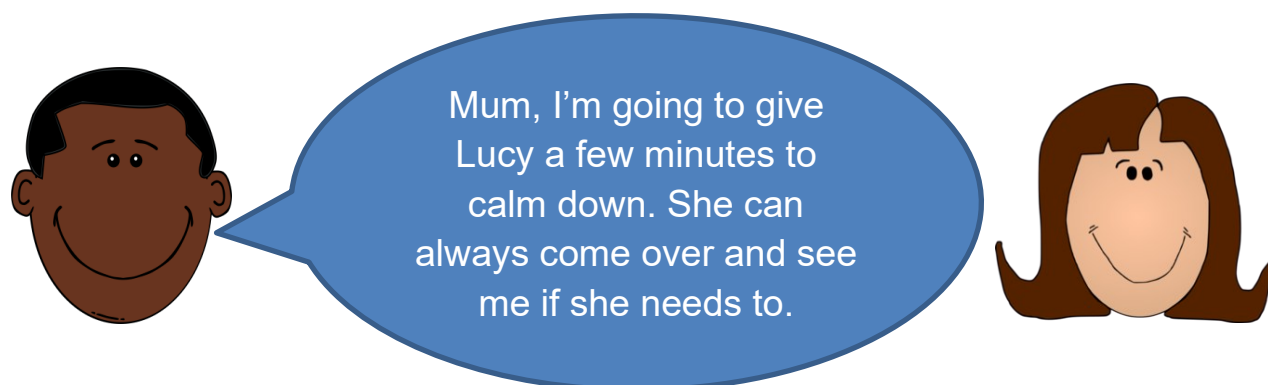 Mum, I’m going to give
Lucy a few minutes to
calm down. She can
always come over and see
me if she needs to.